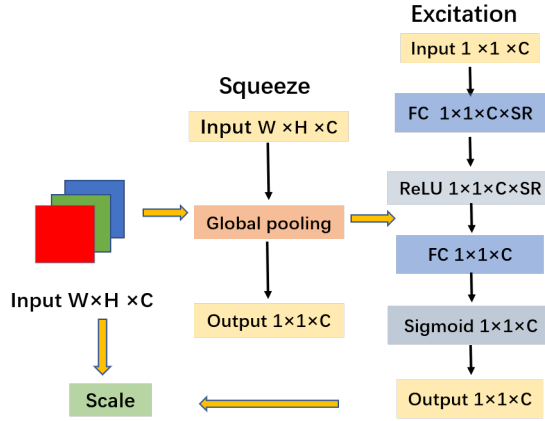 Excitation
Input 1 ×1 ×C
Squeeze
FC 1×1×C×SR
Input W ×H ×C
ReLU 1×1×C×SR
Global pooling
FC 1×1×C
Input W×H ×C
Output 1×1×C
Sigmoid 1×1×C
Scale
Output 1×1×C